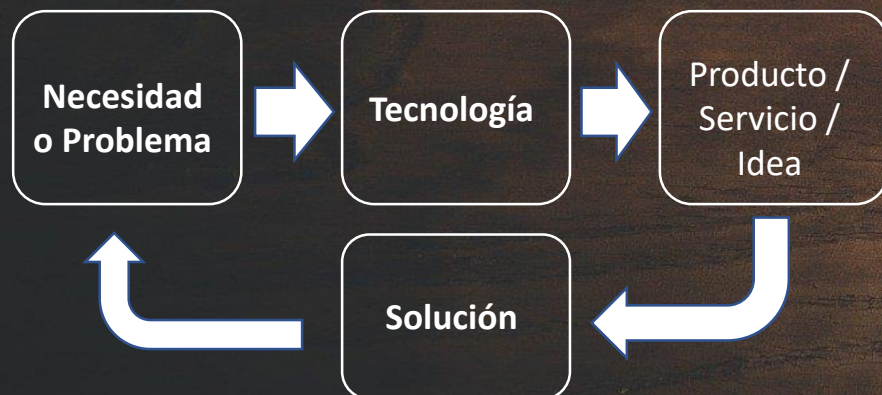 Necesidad
o Problema
Tecnología
Producto /
Servicio /
Idea
Solución